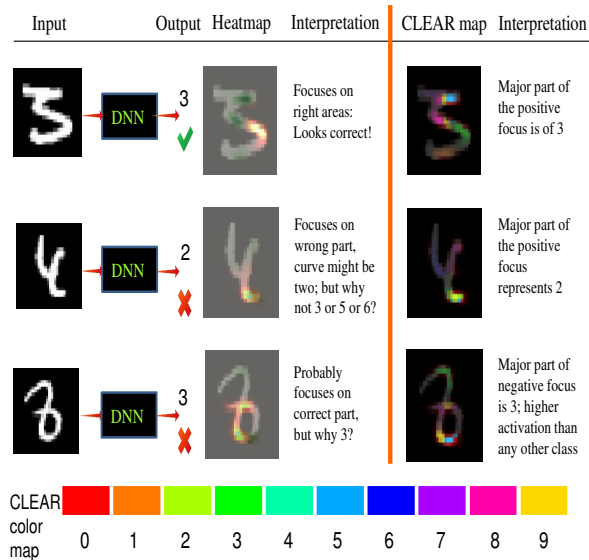 Input Output Heatmap Interpretation CLEAR map Interpretation
DNN
3
Focuses on
right areas:
Looks correct!
Major part of
the positive
focus is of 3
DNN
2
Focuses on
wrong part,
curve might be
two; but why
not 3 or 5 or 6?
Major part of
the positive
focus
represents 2
DNN
3
Probably
focuses on
correct part,
but why 3?
Major part of
negative focus
is 3; higher
activation than
any other class
CLEAR
color
map
0 1 2 3 4 5 6 7 8 9